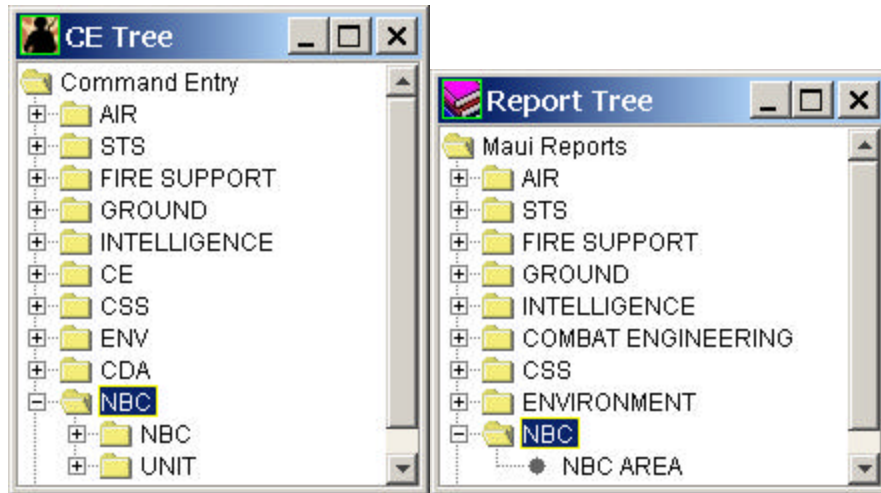 CE Tree
Command Entry
AIR
STS
FIRE SUPPORT
GROUND
INTELLIGENCE
CE
CSS
ENV
CDA
NBC
NBC
UNIT
Report Tree
Maui Reports
AIR
STS
FIRE SUPPORT
GROUND
INTELLIGENCE
COMBAT ENGINEERING
CSS
ENVIRONMENT
NBC
NBC AREA